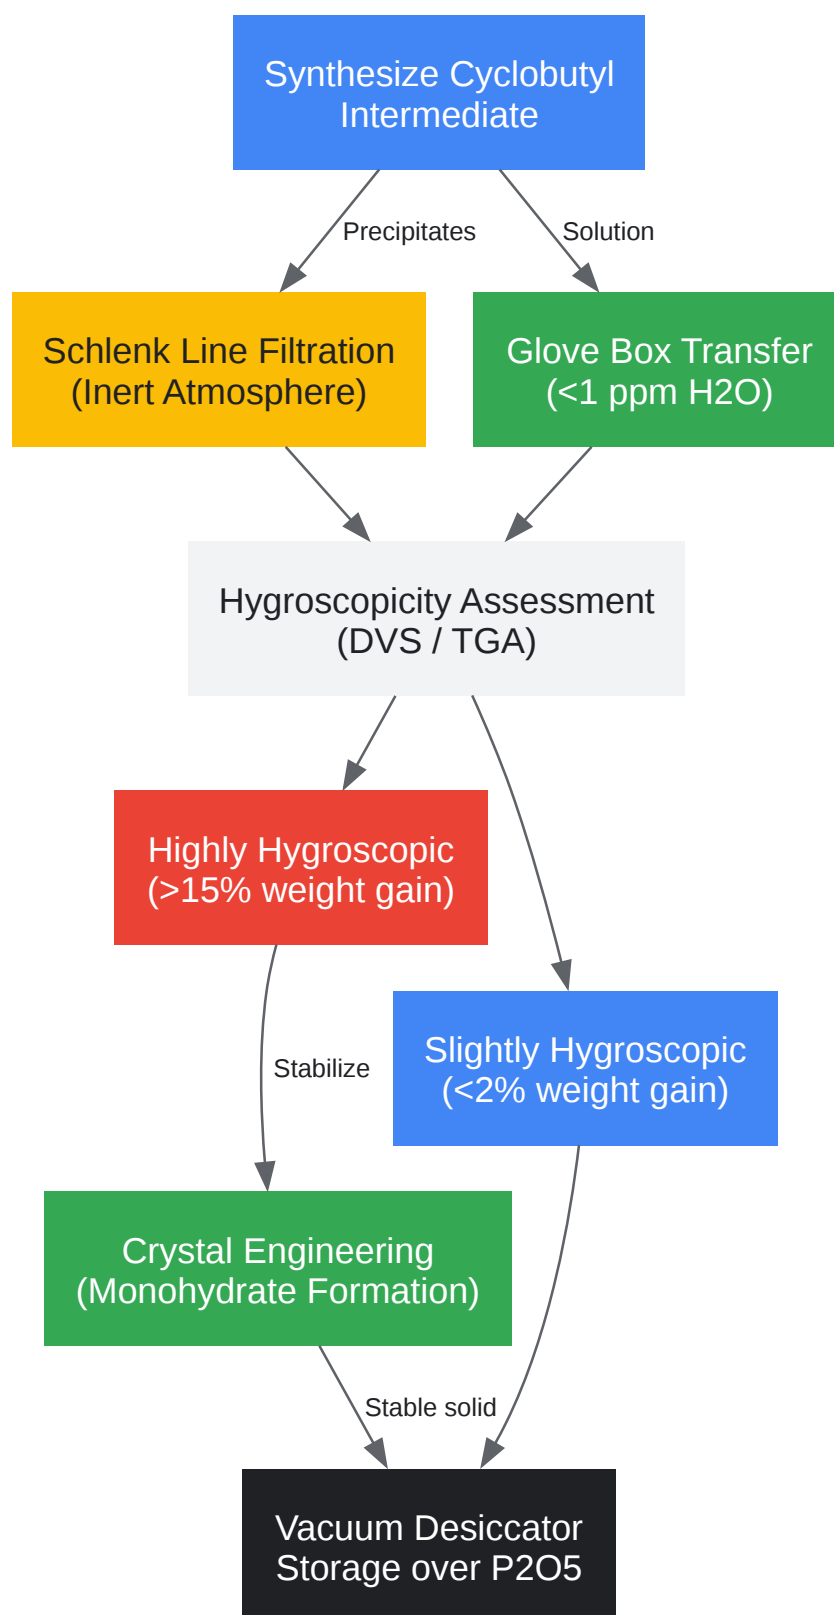 Synthesize Cyclobutyl
Intermediate
Precipitates
Solution
Schlenk Line Filtration
(Inert Atmosphere)
Glove Box Transfer
(<1 ppm H2O)
Hygroscopicity Assessment
(DVS / TGA)
Highly Hygroscopic
(>15% weight gain)
Slightly Hygroscopic
(<2% weight gain)
Stabilize
Crystal Engineering
(Monohydrate Formation)
Stable solid
Vacuum Desiccator
Storage over P2O5